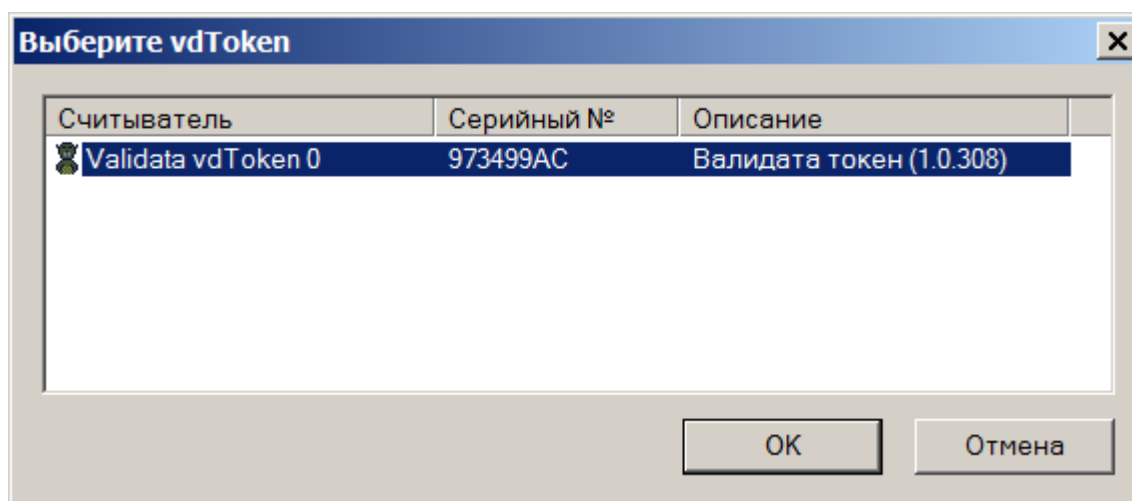 Выберите vdToken
Считыватель Серийный № Описание
Validata vdToken 0 973499AC Валидата токен (1.0.308)
OK Отмена